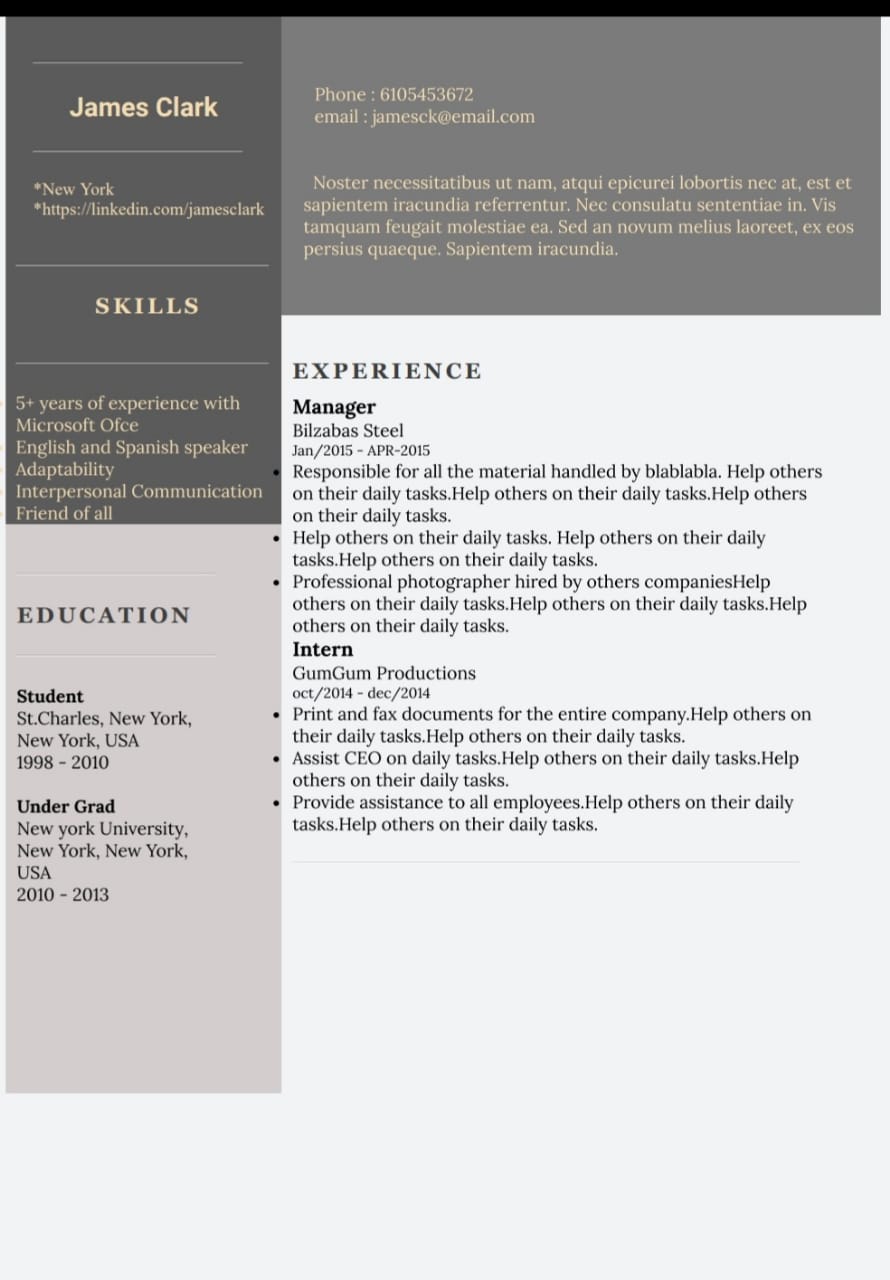 James Clark
*New York
*https://linkedin.com/jamesclark
SKILLS
5+ years of experience with
Microsoft Ofce
English and Spanish speaker
Adaptability
Interpersonal Communication
Friend of all
EDUCATION
Student
St.Charles, New York,
New York, USA
1998 - 2010
Under Grad
New york University,
New York, New York,
USA
2010 - 2013
Phone : 6105453672
email : jamesck@email.com
Noster necessitatibus ut nam, atqui epicurei lobortis nec at, est et
sapientem iracundia referrentur. Nec consulatu sententiae in. Vis
tamquam feugait molestiae ea. Sed an novum melius laoreet, ex eos
persius quaeque. Sapientem iracundia.
EXPERIENCE
Manager
Bilzabas Steel
Jan/2015 - APR-2015
• Responsible for all the material handled by blablabla. Help others
on their daily tasks.Help others on their daily tasks.Help others
on their daily tasks.
• Help others on their daily tasks. Help others on their daily
tasks.Help others on their daily tasks.
• Professional photographer hired by others companiesHelp
others on their daily tasks.Help others on their daily tasks.Help
others on their daily tasks.
Intern
GumGum Productions
oct/2014 - dec/2014
• Print and fax documents for the entire company.Help others on
their daily tasks.Help others on their daily tasks.
• Assist CEO on daily tasks.Help others on their daily tasks.Help
others on their daily tasks.
• Provide assistance to all employees.Help others on their daily
tasks.Help others on their daily tasks.